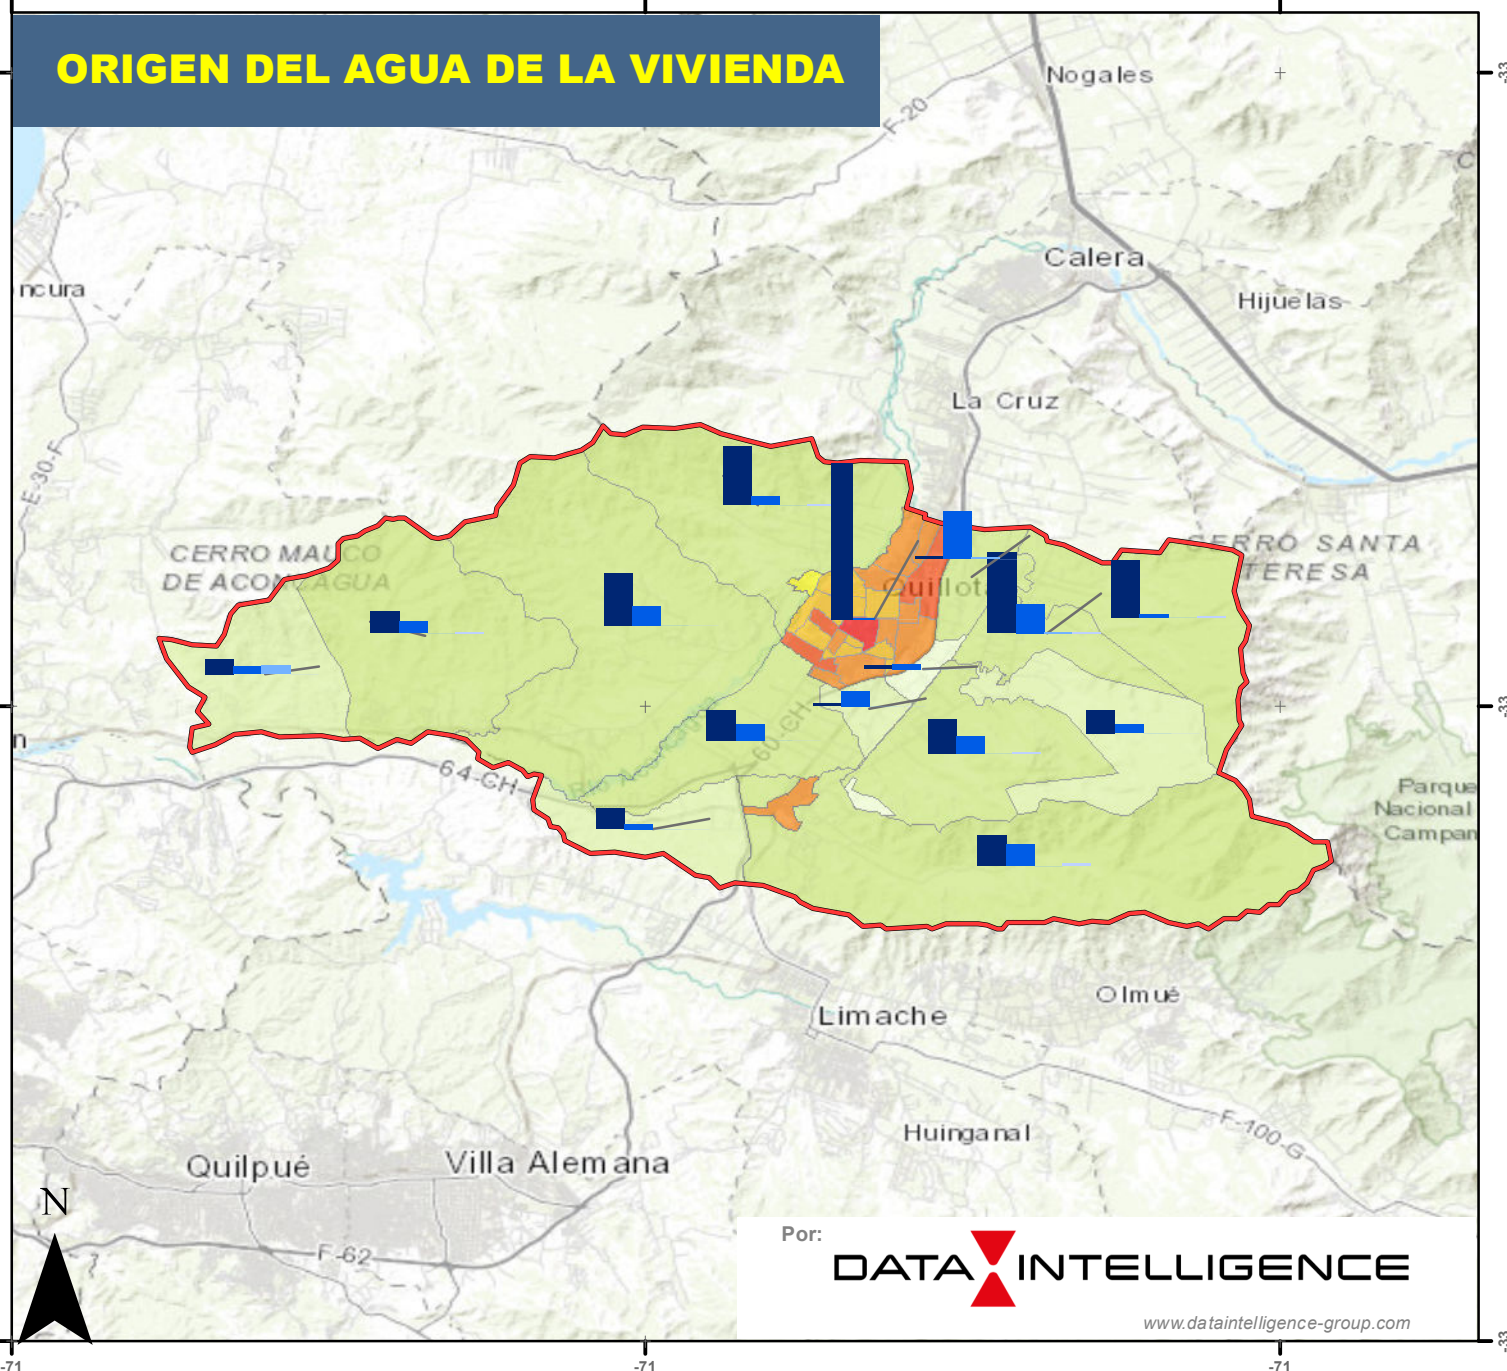 ORIGEN DEL AGUA DE LA VIVIENDA
Nogales
F-20
Calera
ncura
Hijuelas
La Cruz
E-30-F
CERRO MAUCO
DE ACONCAGUA
CERRO SANTA
TERESA
Quillota
60-CH
n
64-CH
Parque
Nacional
Campan
Olmué
Limache
Huinganal
F-100-G
Quilpué
Villa Alemana
N
F-62
Por:
DATA INTELLIGENCE
www.dataintelligence-group.com
-71
-71
-71